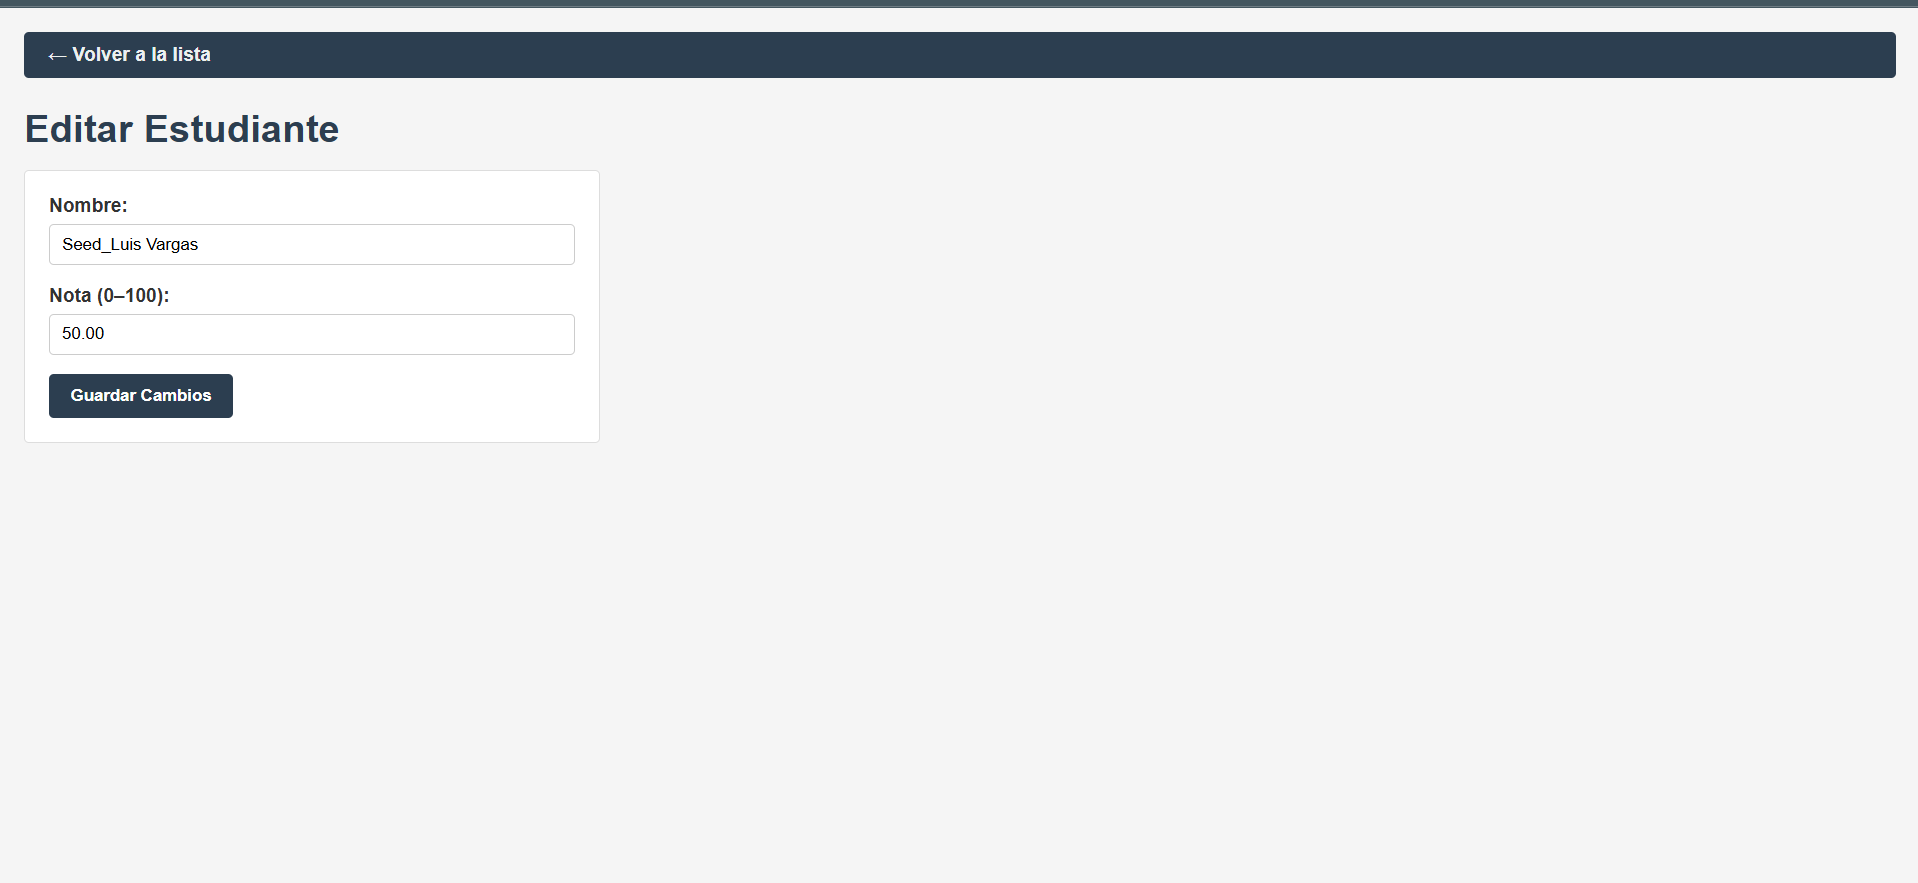 ← Volver a la lista
Editar Estudiante
Nombre:
Seed_Luis Vargas
Nota (0–100):
50.00
Guardar Cambios